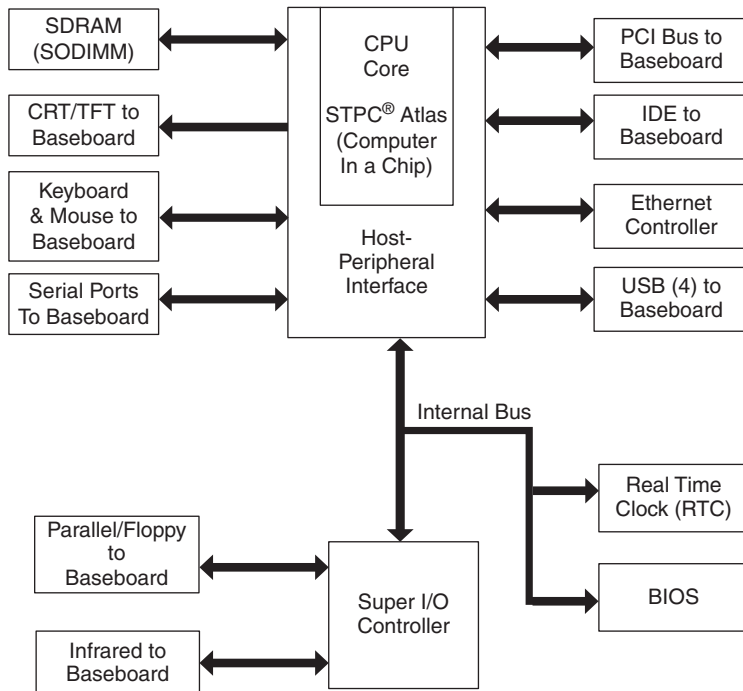 SDRAM
(SODIMM)
CRT/TFT to
Baseboard
Keyboard
& Mouse to
Baseboard
Serial Ports
To Baseboard
CPU
Core
STPC® Atlas
(Computer
In a Chip)
Host-
Peripheral
Interface
PCI Bus to
Baseboard
IDE to
Baseboard
Ethernet
Controller
USB (4) to
Baseboard
Internal Bus
Real Time
Clock (RTC)
BIOS
Parallel/Floppy
to
Baseboard
Infrared to
Baseboard
Super I/O
Controller